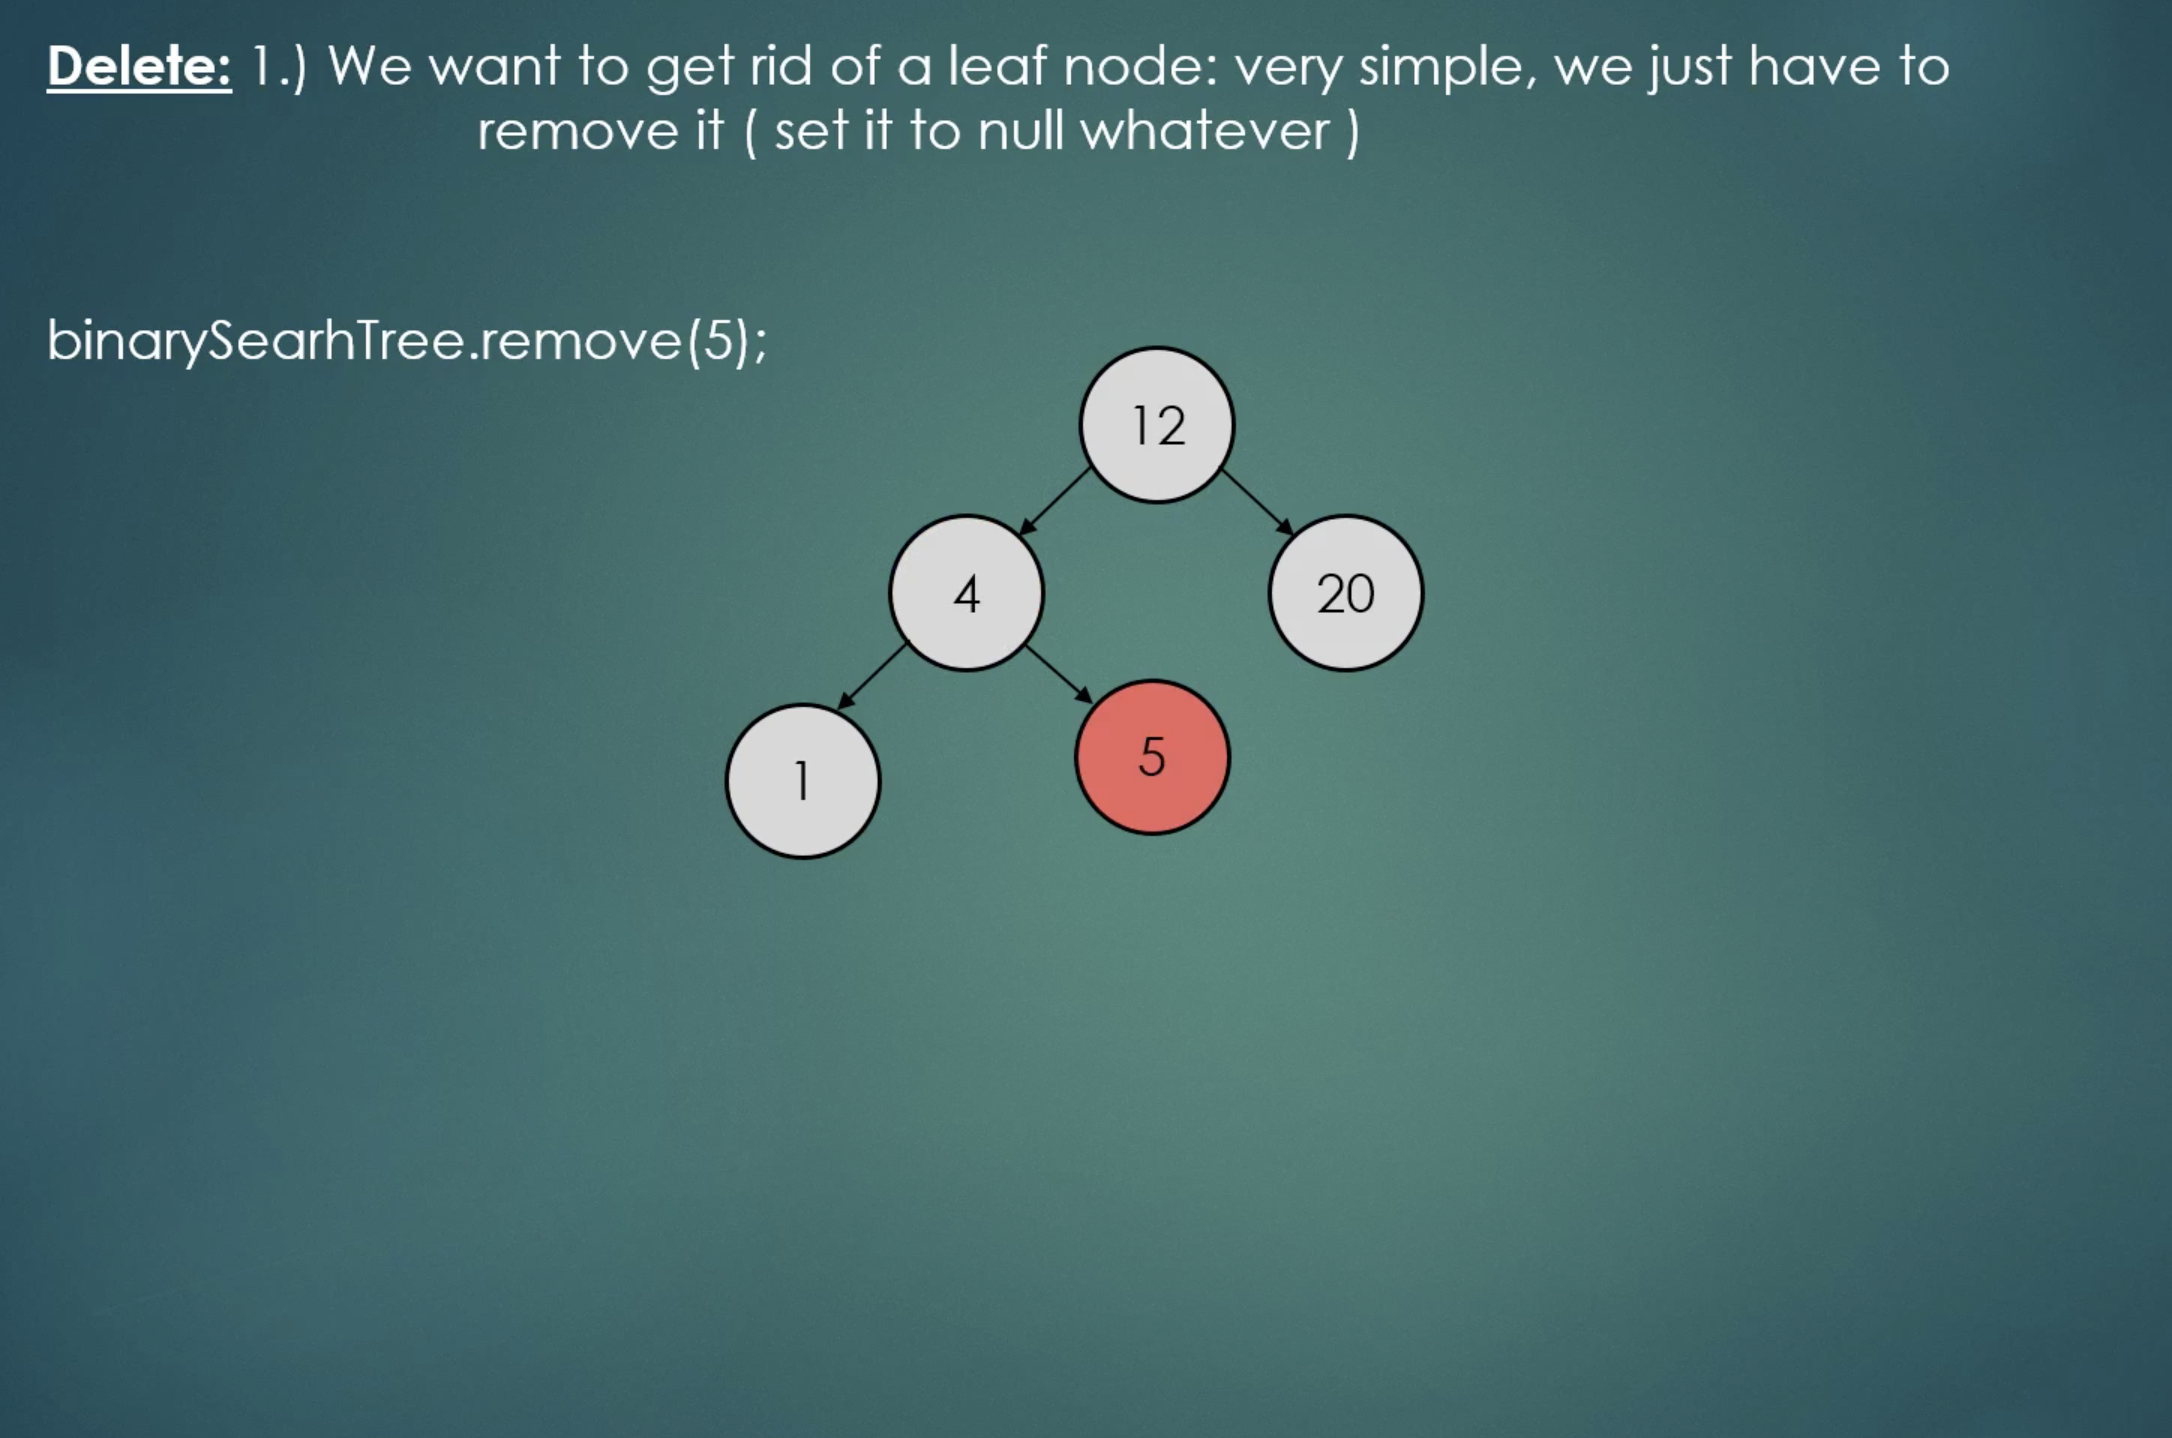 Delete: 1.) We want to get rid of a leaf node: very simple, we just have to
remove it ( set it to null whatever )
binarySearhTree.remove(5);
12
4
20
1
5